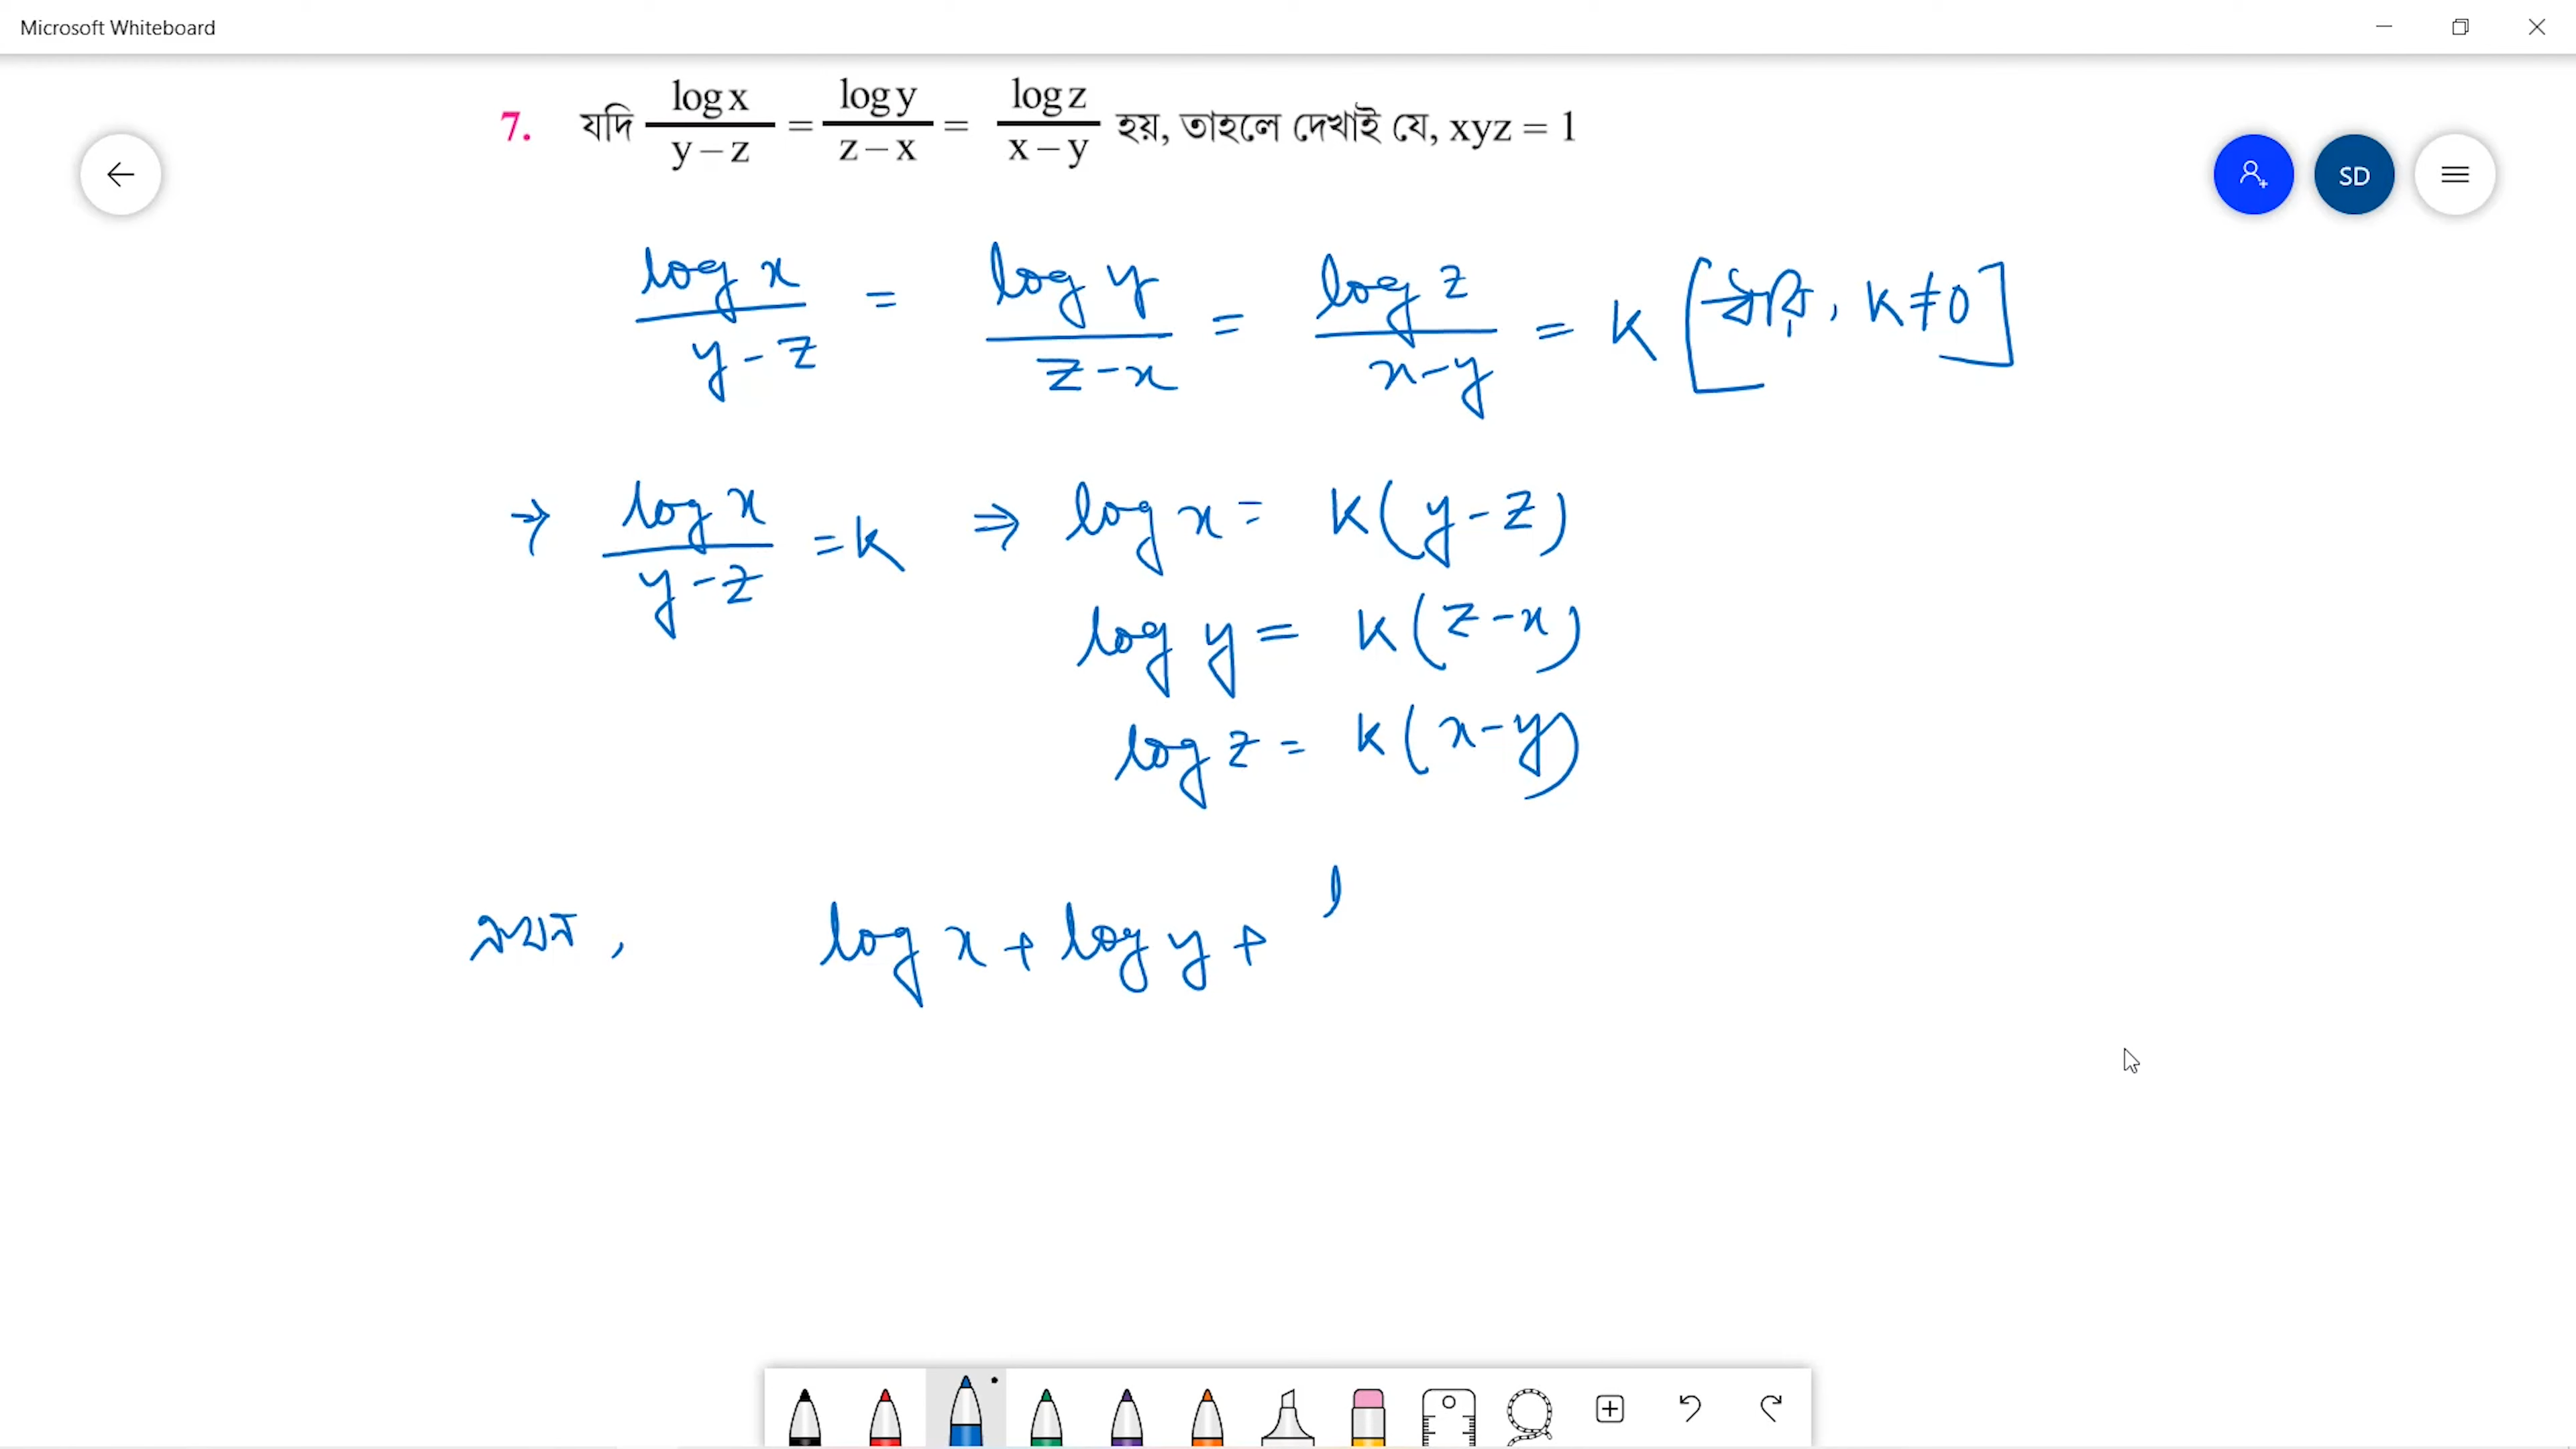 Microsoft Whiteboard
7. যদি log x / y – z = log y / z – x = log z / x – y হয়, তাহলে দেখাই যে, xyz = 1
SD
log x / y – z = log y / z – x = log z / x – y = K [ধরি, K ≠ 0]
→ log x / y – z = K ⇒ log x = K(y – z)
log y = K(z – x)
log z = K(x – y)
এখন, log x + log y + l